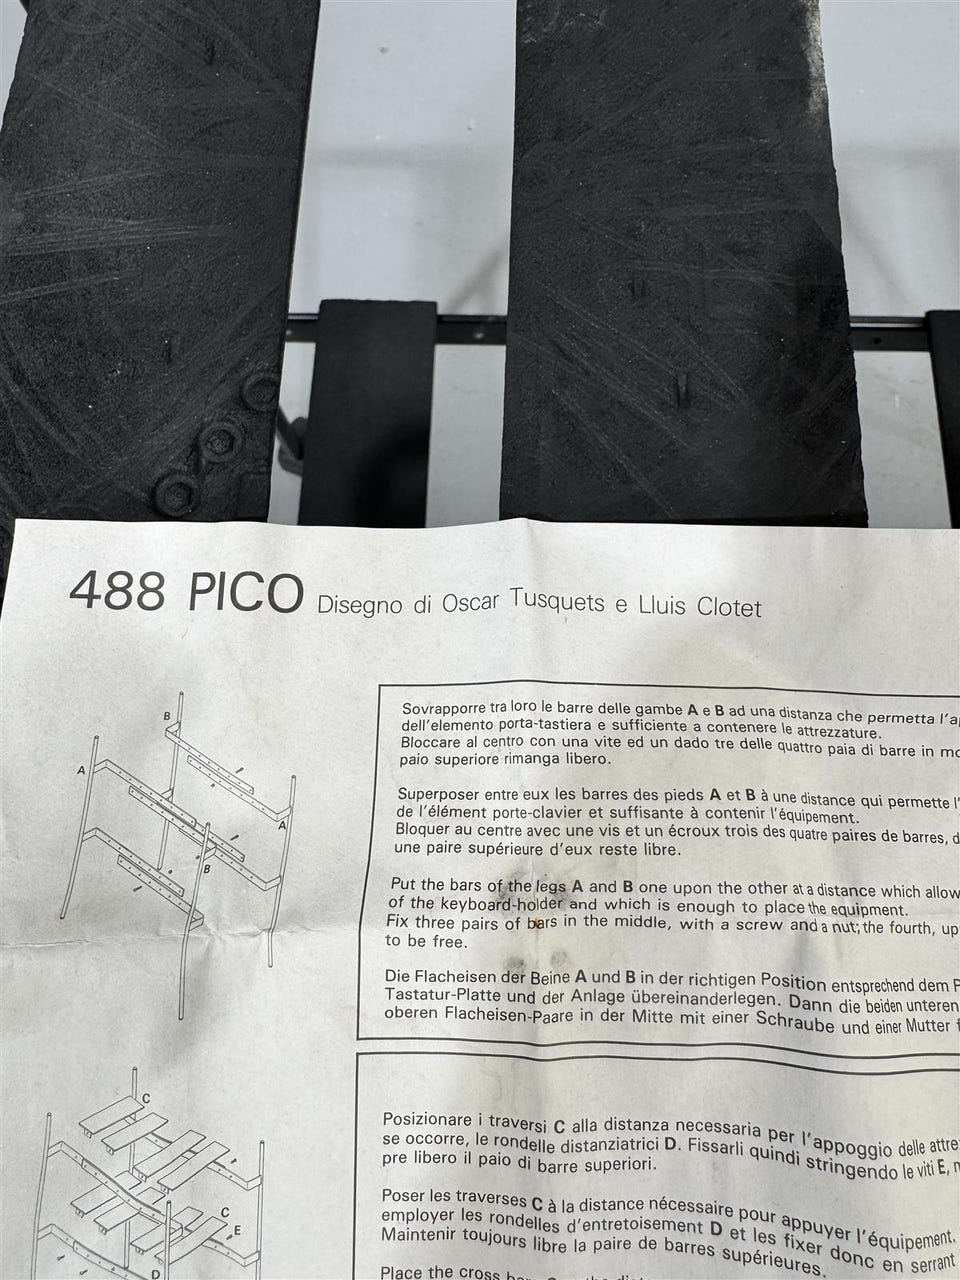 488 PICO Disegno di Oscar Tusquets e Lluis Clotet
B
A
A
B
Sovrapporre tra loro le barre delle gambe A e B ad una distanza che permetta
dell'elemento porta-tastiera e sufficiente a contenere le attrezzature.
Bloccare al centro con una vite ed un dado tre delle quattro paia di barre in
paio superiore rimanga libero.
Superposer entre eux les barres des pieds A et B à une distance qui permette
de l'élément porte-clavier et suffisante à contenir l'équipement.
Bloquer au centre avec une vis et un écroux trois des quatre paires de barres,
une paire supérieure d'eux reste libre.
Put the bars of the legs A and B one upon the other at a distance which allow
of the keyboard-holder and which is enough to place the equipment.
Fix three pairs of bars in the middle, with a screw and a nut; the fourth,
to be free.
Die Flacheisen der Beine A und B in der richtigen Position entsprechend dem
Tastatur-Platte und der Anlage übereinanderlegen. Dann die beiden unteren
oberen Flacheisen-Paare in der Mitte mit einer Schraube und einer Mutter
C
C
E
D
Posizionare i traversi C alla distanza necessaria per l'appoggio delle
se occorre, le rondelle distanziatrici D. Fissarli quindi stringendo le viti E,
pre libero il paio di barre superiori.
Poser les traverses C à la distance nécessaire pour appuyer l'équipement.
employer les rondelles d'entretoisement D et les fixer donc en serrant
Maintenir toujours libre la paire de barres supérieures.
Place the cross